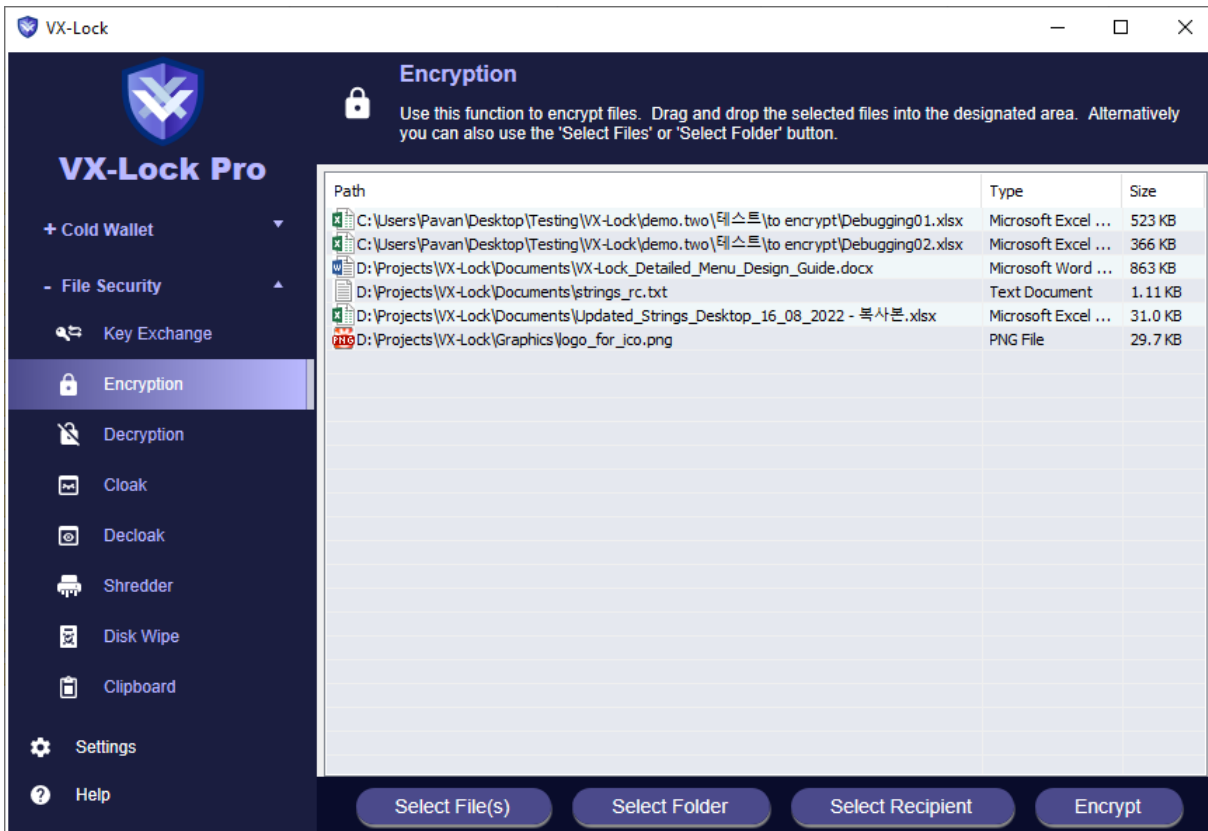 VX-Lock
VX-Lock Pro
+ Cold Wallet
- File Security
Key Exchange
Encryption
Decryption
Cloak
Decloak
Shredder
Disk Wipe
Clipboard
Settings
Help
Encryption
Use this function to encrypt files. Drag and drop the selected files into the designated area. Alternatively
you can also use the 'Select Files' or 'Select Folder' button.
Path Type Size
C:\Users\Pavan\Desktop\Testing\VX-Lock\demo.two\테스트\to encrypt\Debugging01.xlsx Microsoft Excel ... 523 KB
C:\Users\Pavan\Desktop\Testing\VX-Lock\demo.two\테스트\to encrypt\Debugging02.xlsx Microsoft Excel ... 366 KB
D:\Projects\VX-Lock\Documents\VX-Lock_Detailed_Menu_Design_Guide.docx Microsoft Word ... 863 KB
D:\Projects\VX-Lock\Documents\strings_rc.txt Text Document 1.11 KB
D:\Projects\VX-Lock\Documents\Updated_Strings_Desktop_16_08_2022 - 복사본.xlsx Microsoft Excel ... 31.0 KB
PNG D:\Projects\VX-Lock\Graphics\logo_for_ico.png PNG File 29.7 KB
Select File(s) Select Folder Select Recipient Encrypt